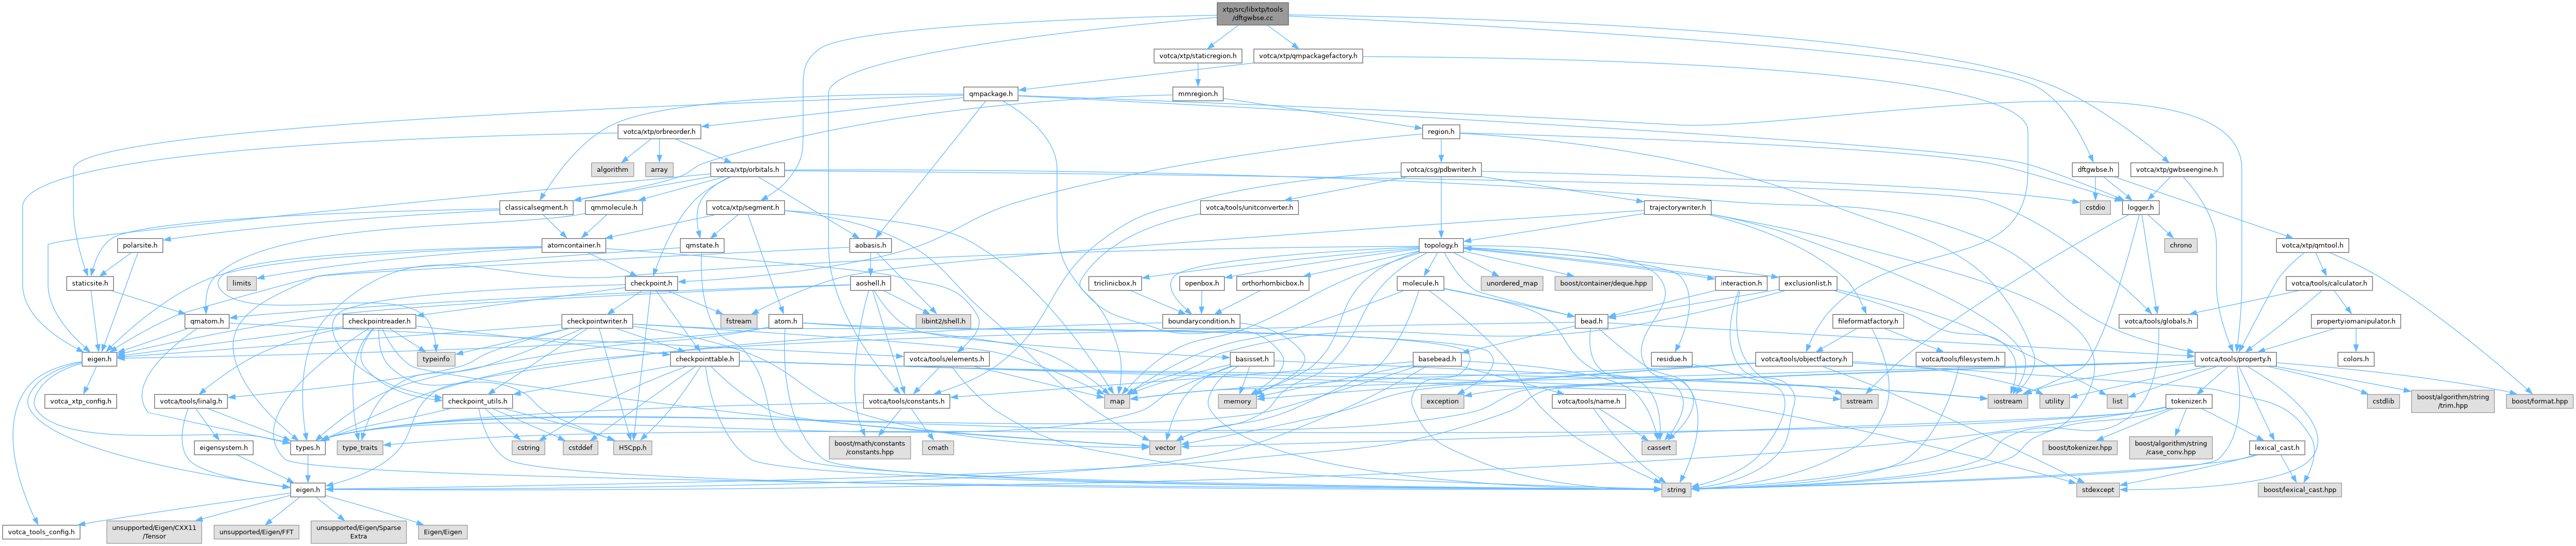 xtp/src/libxtp/tools
/dftgwbse.cc
votca/xtp/staticregion.h
votca/xtp/qmpackagefactory.h
qmpackage.h
mmregion.h
votca/xtp/orbreorder.h
region.h
algorithm
array
votca/xtp/orbitals.h
votca/csg/pdbwriter.h
dftgwbse.h
votca/xtp/gwbseengine.h
classicalsegment.h
qmmolecule.h
votca/xtp/segment.h
votca/tools/unitconverter.h
trajectorywriter.h
cstdio
logger.h
polarsite.h
atomcontainer.h
qmstate.h
aobasis.h
topology.h
chrono
votca/xtp/qmtool.h
staticsite.h
limits
checkpoint.h
aoshell.h
triclinicbox.h
openbox.h
orthorhombicbox.h
molecule.h
unordered_map
boost/container/deque.hpp
interaction.h
exclusionlist.h
votca/tools/calculator.h
qmatom.h
checkpointreader.h
checkpointwriter.h
fstream
atom.h
libint2/shell.h
boundarycondition.h
bead.h
fileformatfactory.h
votca/tools/globals.h
propertyiomanipulator.h
eigen.h
typeinfo
checkpointtable.h
votca/tools/elements.h
basisset.h
basebead.h
residue.h
votca/tools/objectfactory.h
votca/tools/filesystem.h
votca/tools/property.h
colors.h
votca_xtp_config.h
votca/tools/linalg.h
checkpoint_utils.h
votca/tools/constants.h
map
memory
exception
votca/tools/name.h
sstream
iostream
utility
list
tokenizer.h
cstdlib
boost/algorithm/string
/trim.hpp
boost/format.hpp
eigensystem.h
types.h
type_traits
cstring
cstddef
H5Cpp.h
boost/math/constants
/constants.hpp
cmath
vector
cassert
boost/tokenizer.hpp
boost/algorithm/string
/case_conv.hpp
lexical_cast.h
eigen.h
string
stdexcept
boost/lexical_cast.hpp
votca_tools_config.h
unsupported/Eigen/CXX11
/Tensor
unsupported/Eigen/FFT
unsupported/Eigen/Sparse
Extra
Eigen/Eigen